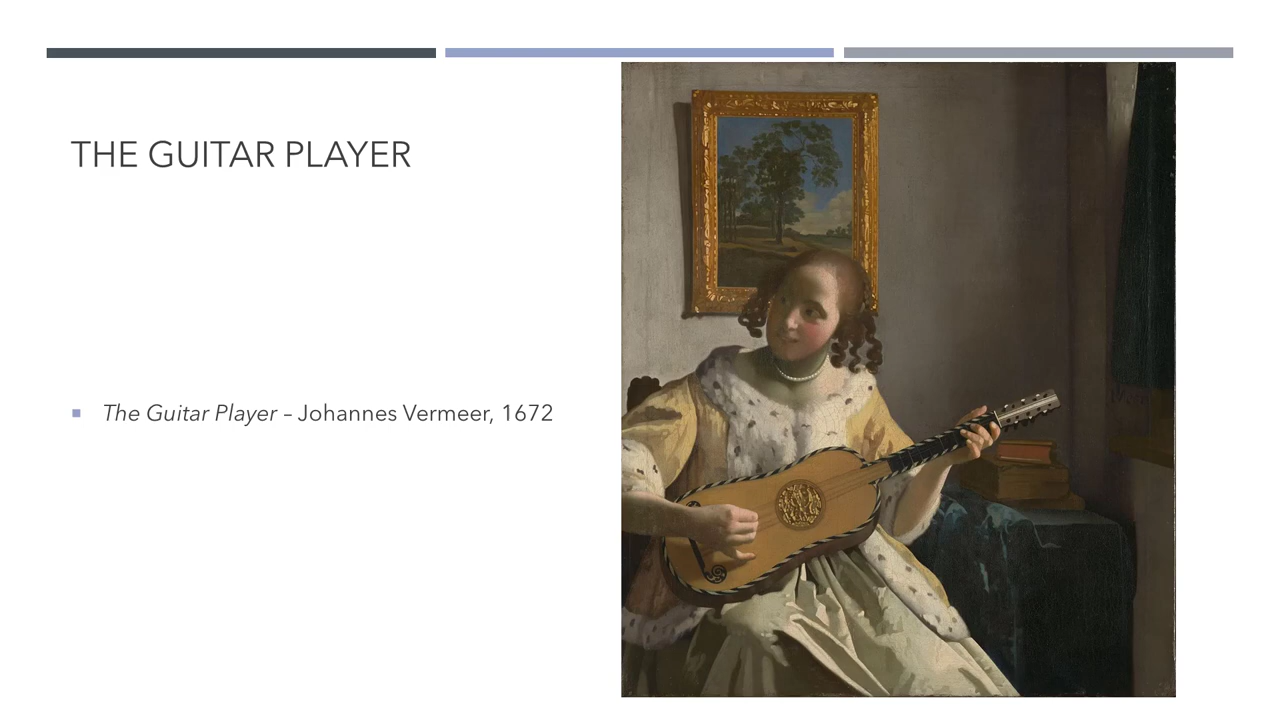 THE GUITAR PLAYER
The Guitar Player – Johannes Vermeer, 1672